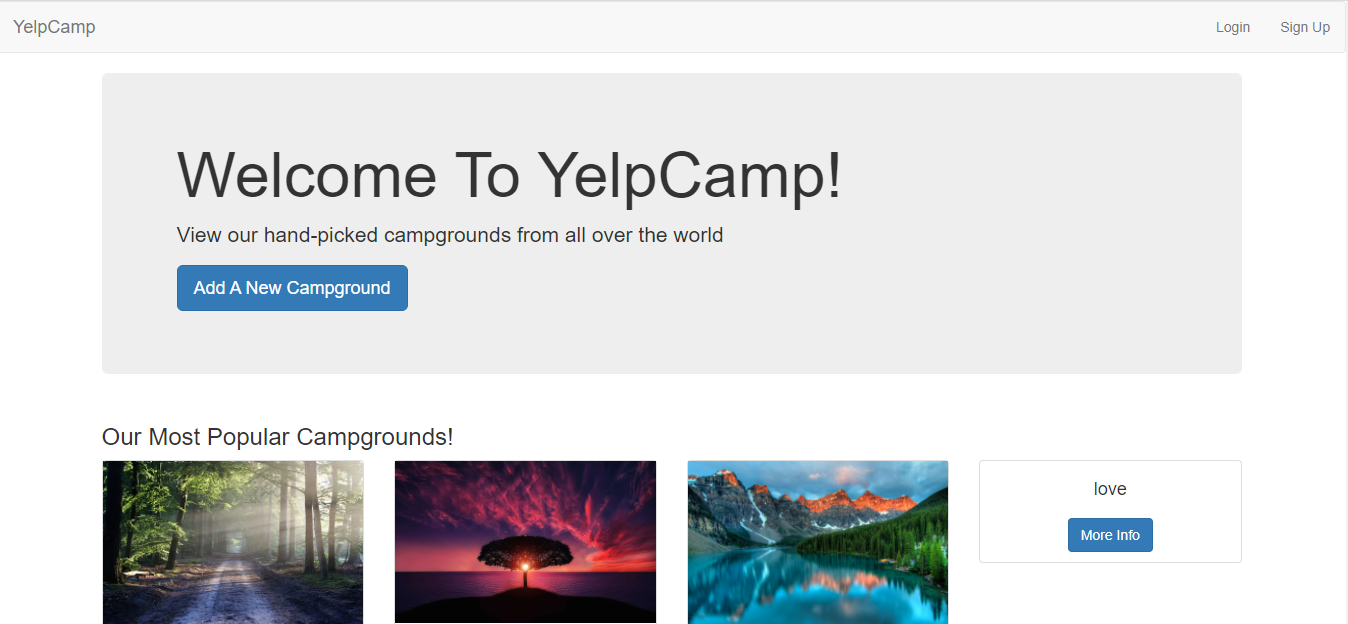 YelpCamp
Login
Sign Up
Welcome To YelpCamp!
View our hand-picked campgrounds from all over the world
Add A New Campground
Our Most Popular Campgrounds!
love
More Info